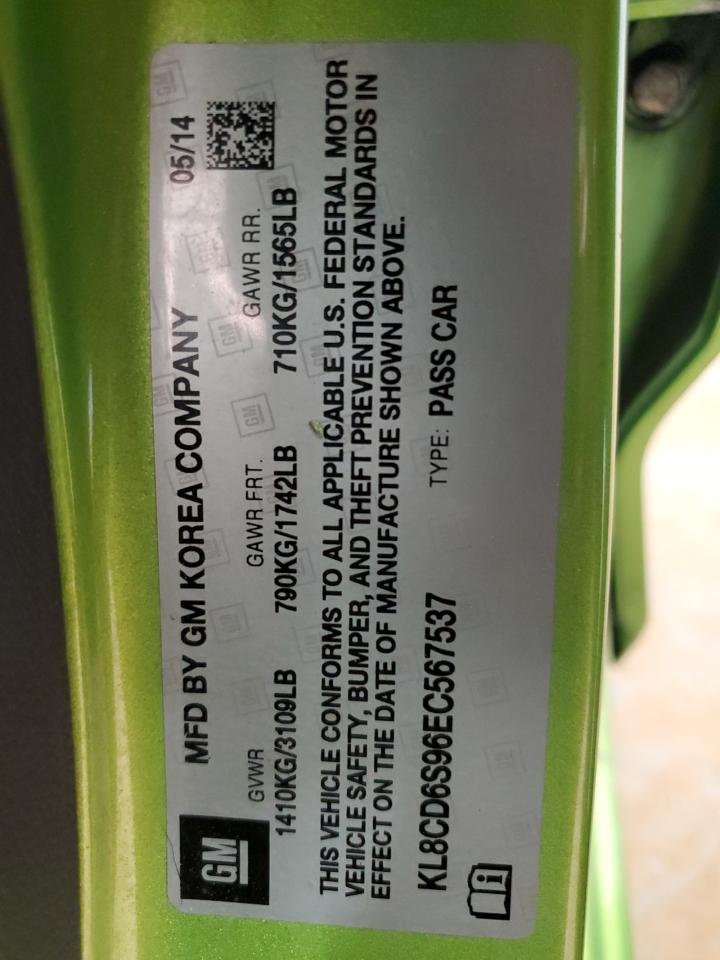 GM
MFD BY GM KOREA COMPANY 05/14
GVWR GAWR FRT. GAWR RR.
1410KG/3109LB 790KG/1742LB 710KG/1565LB
THIS VEHICLE CONFORMS TO ALL APPLICABLE U.S. FEDERAL MOTOR
VEHICLE SAFETY, BUMPER, AND THEFT PREVENTION STANDARDS IN
EFFECT ON THE DATE OF MANUFACTURE SHOWN ABOVE.
KL8CD6S96EC567537 TYPE: PASS CAR